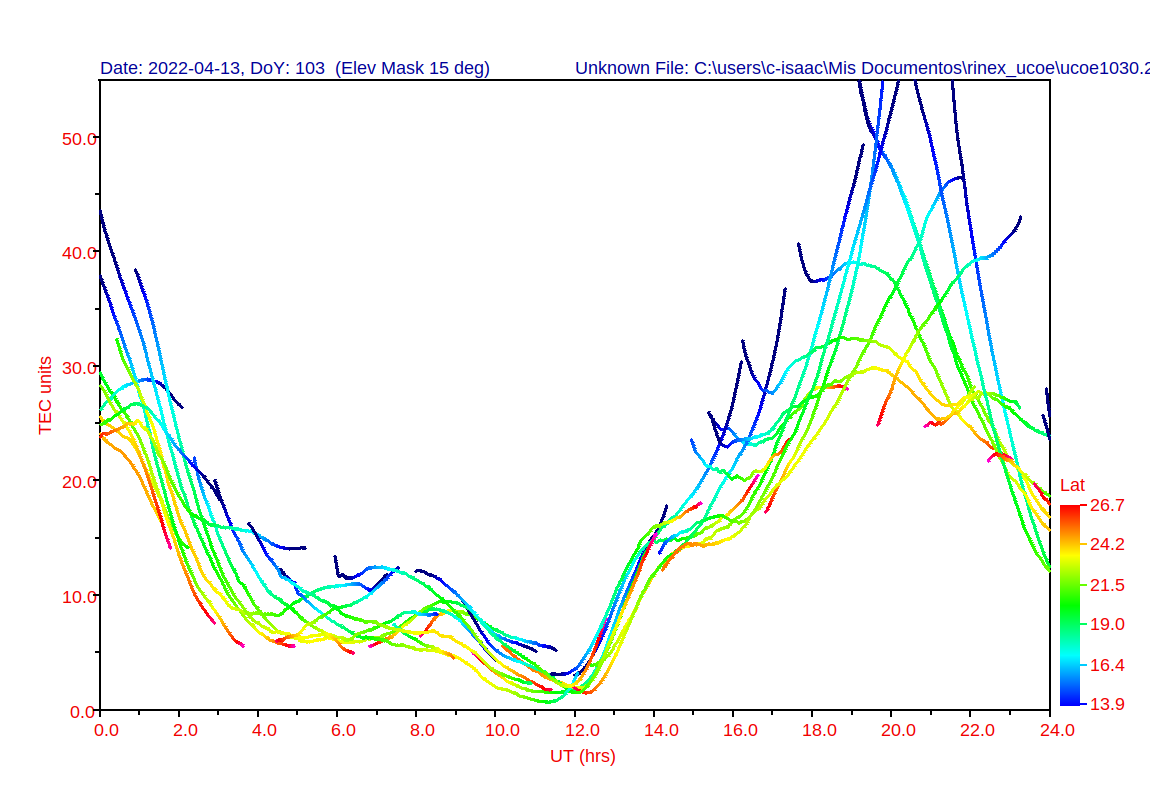 Date: 2022-04-13, DoY: 103  (Elev Mask 15 deg)
Unknown File: C:\users\c-isaac\Mis Documentos\rinex_ucoe\ucoe1030.2
50.0
40.0
30.0
20.0
10.0
0.0
TEC units
0.0 2.0 4.0 6.0 8.0 10.0 12.0 14.0 16.0 18.0 20.0 22.0 24.0
UT (hrs)
Lat
26.7
24.2
21.5
19.0
16.4
13.9